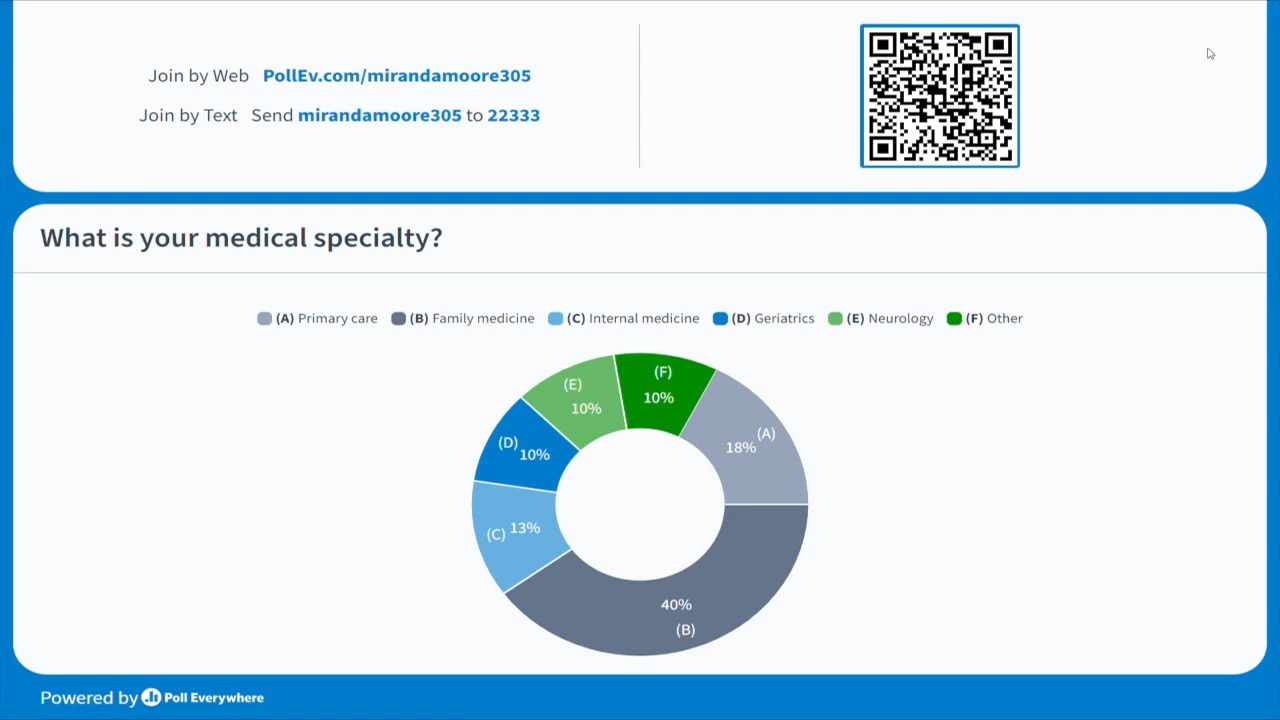 Join by Web PollEv.com/mirandamoore305
Join by Text Send mirandamoore305 to 22333
What is your medical specialty?
(A) Primary care (B) Family medicine (C) Internal medicine (D) Geriatrics (E) Neurology (F) Other
(F)
10%
(E)
10%
(A)
18%
(D)
10%
(C) 13%
40%
(B)
Powered by Poll Everywhere